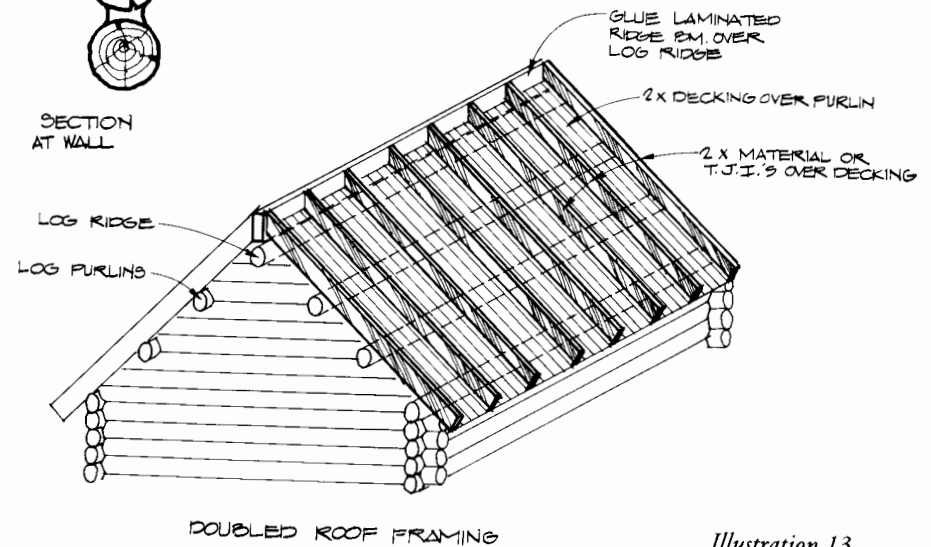 GLUE LAMINATED
RIDGE BM. OVER
LOG RIDGE
2X DECKING OVER PURLIN
SECTION
AT WALL
2 X MATERIAL OR
T.J.I.'S OVER DECKING
LOG RIDGE
LOG PURLINS
DOUBLED ROOF FRAMING
Illustration 13